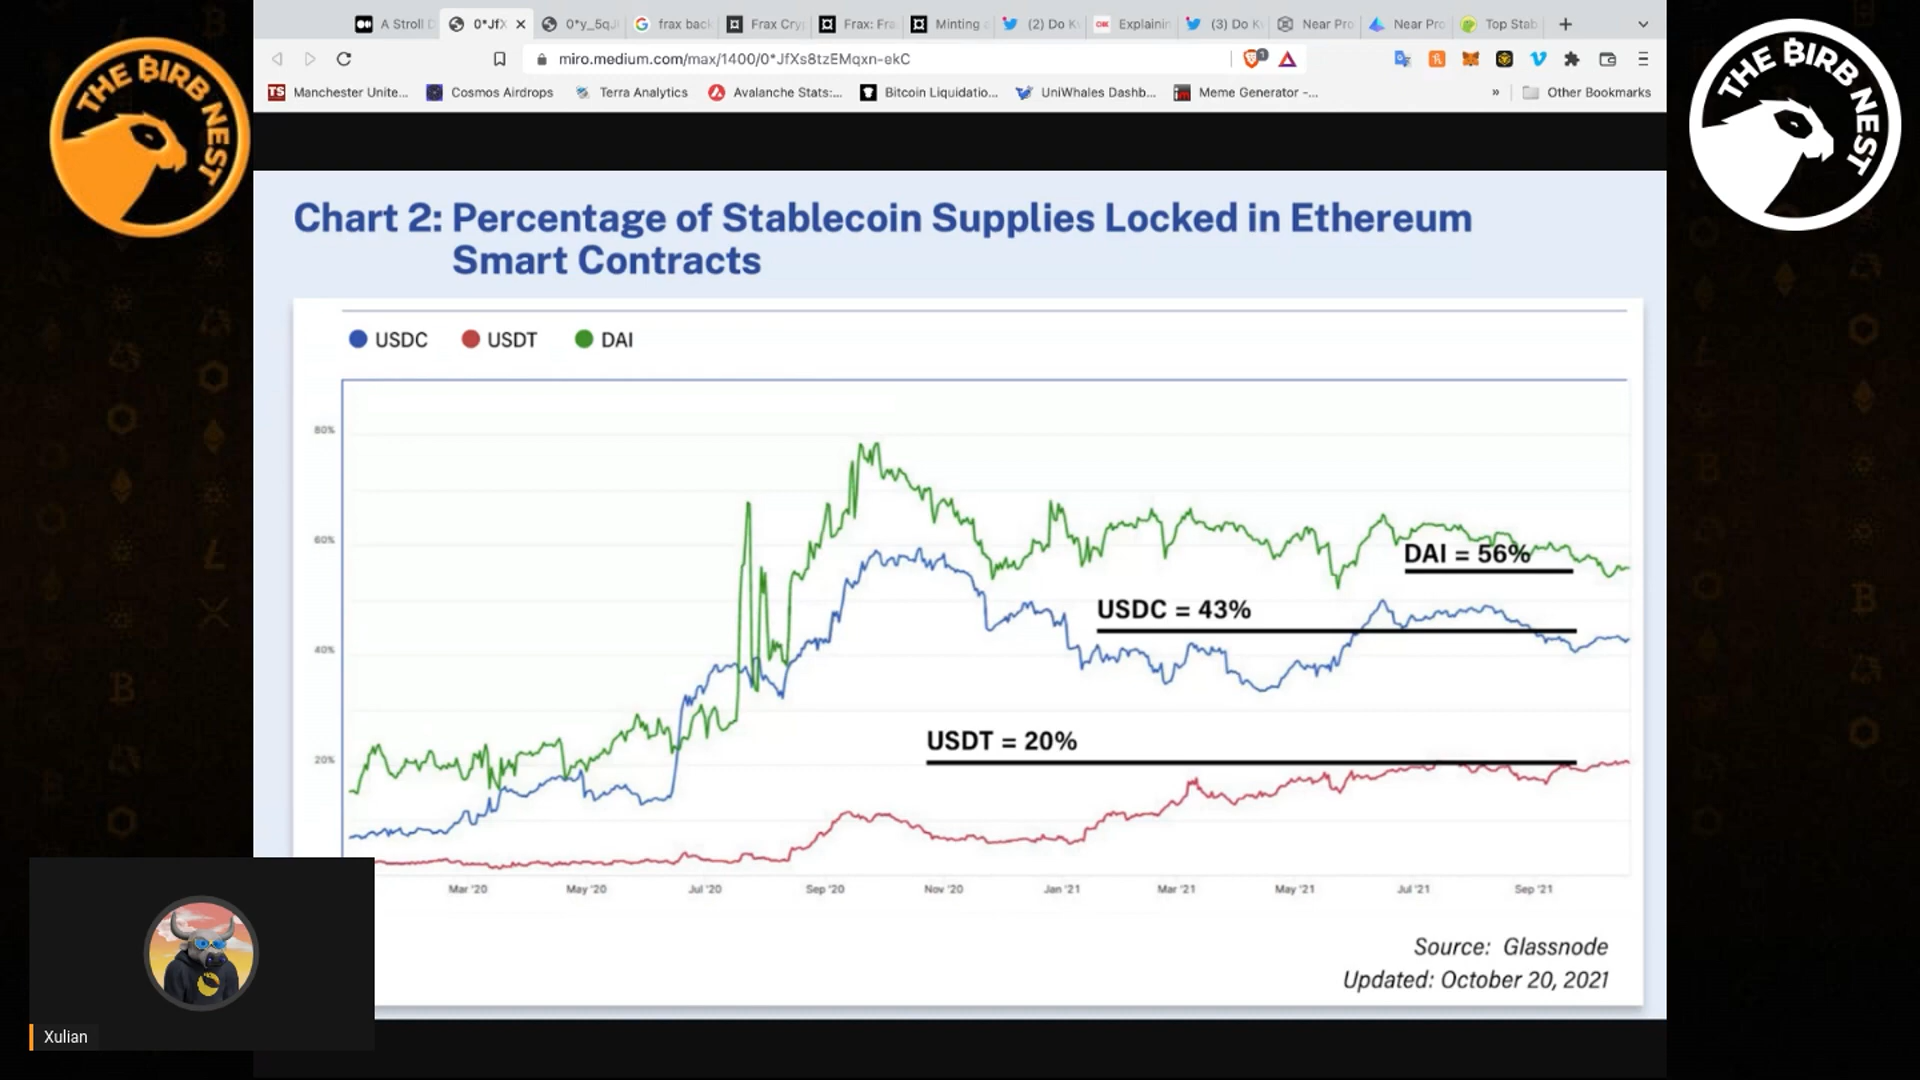 THE ₿IRB NEST
A Stroll D
0*JfX
0*y_5qJ
frax back
Frax Cry
Frax: Fra
Minting
(2) Do K
Explainin
(3) Do K
Near Pro
Near Pro
Top Stab
miro.medium.com/max/1400/0*JfXs8tzEMqxn-ekC
1
TS Manchester Unite...
Cosmos Airdrops
Terra Analytics
Avalanche Stats:...
Bitcoin Liquidatio...
UniWhales Dashb...
Meme Generator -...
»
Other Bookmarks
THE ₿IRB NEST
Chart 2: Percentage of Stablecoin Supplies Locked in Ethereum
Smart Contracts
USDC USDT DAI
80%
60%
40%
20%
DAI = 56%
USDC = 43%
USDT = 20%
Mar '20 May '20 Jul '20 Sep '20 Nov '20 Jan '21 Mar '21 May '21 Jul '21 Sep '21
Source: Glassnode
Updated: October 20, 2021
Xulian